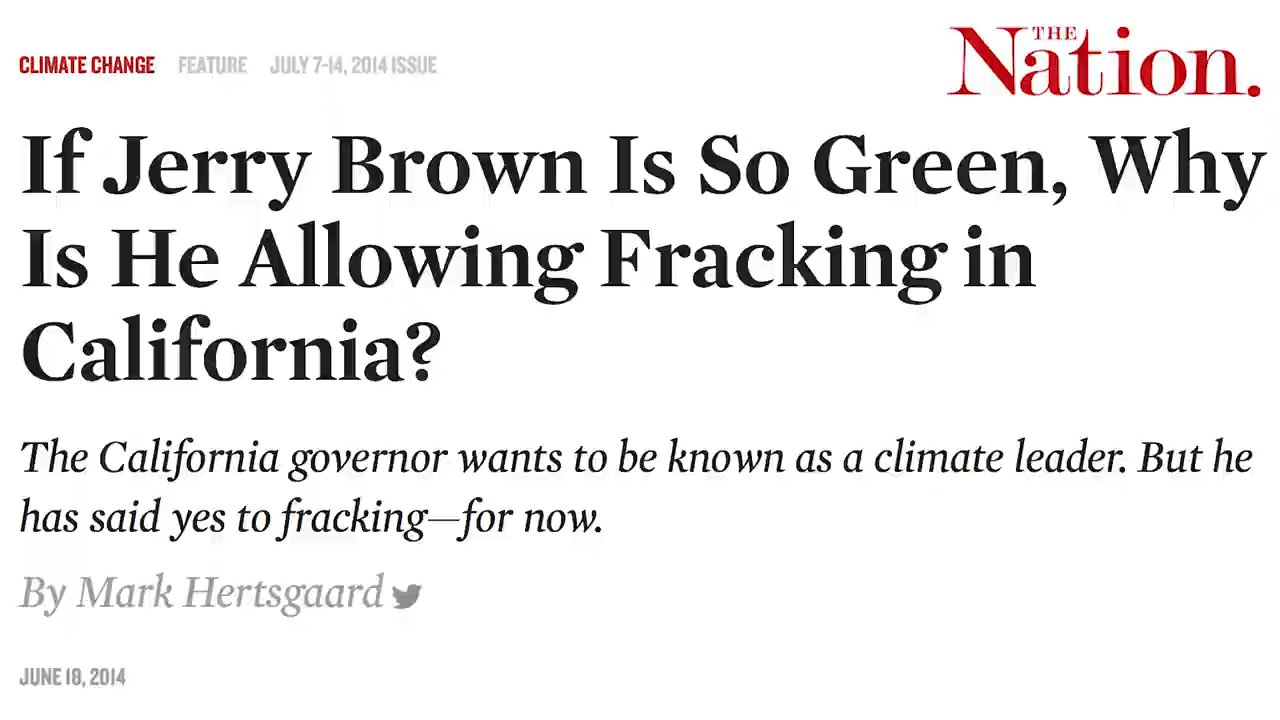 CLIMATE CHANGE FEATURE JULY 7-14, 2014 ISSUE
THE Nation.
If Jerry Brown Is So Green, Why
Is He Allowing Fracking in
California?
The California governor wants to be known as a climate leader. But he
has said yes to fracking—for now.
By Mark Hertsgaard
JUNE 18, 2014